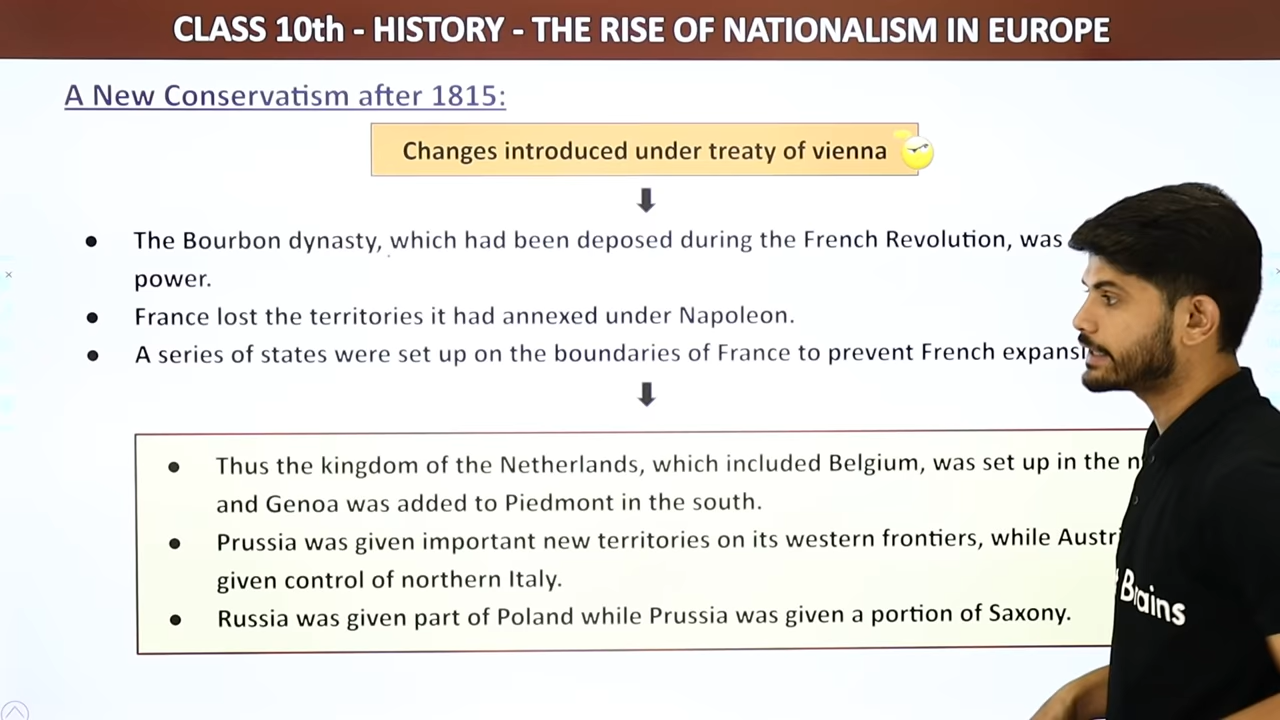 CLASS 10th - HISTORY - THE RISE OF NATIONALISM IN EUROPE
A New Conservatism after 1815:
Changes introduced under treaty of vienna
● The Bourbon dynasty, which had been deposed during the French Revolution, was
power.
● France lost the territories it had annexed under Napoleon.
● A series of states were set up on the boundaries of France to prevent French
● Thus the kingdom of the Netherlands, which included Belgium, was set up in the
and Genoa was added to Piedmont in the south.
● Prussia was given important new territories on its western frontiers, while
given control of northern Italy.
● Russia was given part of Poland while Prussia was given a portion of Saxony.
Brains